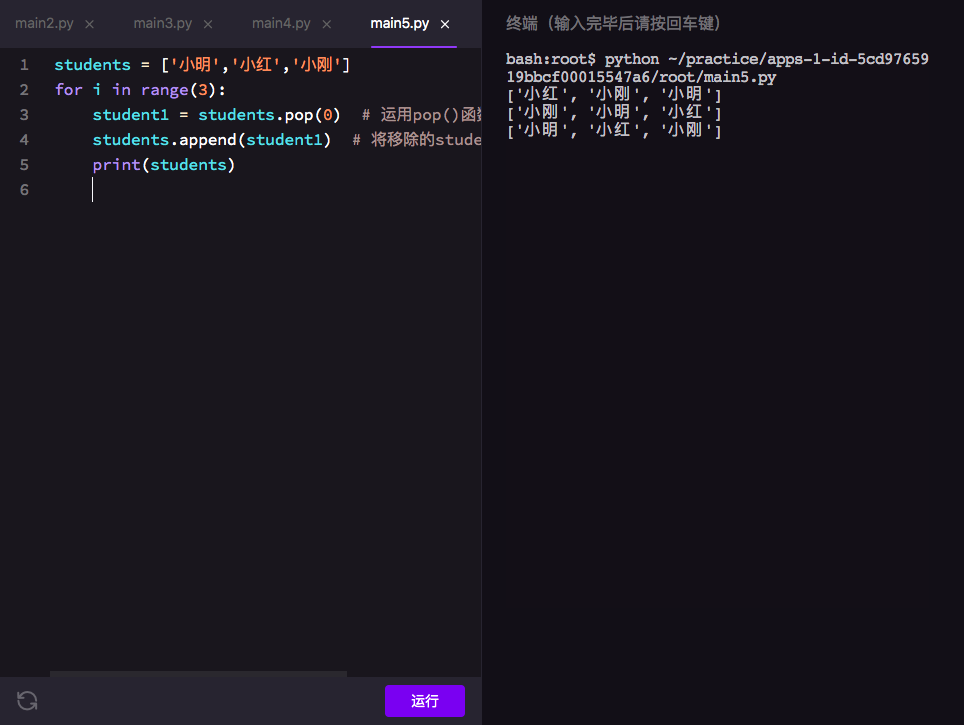 main2.py × main3.py × main4.py × main5.py ×
1 students = ['小明','小红','小刚']
2 for i in range(3):
3 student1 = students.pop(0) # 运用pop()函
4 students.append(student1) # 将移除的stude
5 print(students)
6
运行
终端（输入完毕后请按回车键）
bash:root$ python ~/practice/apps-1-id-5cd97659
19bbcf00015547a6/root/main5.py
['小红', '小刚', '小明']
['小刚', '小明', '小红']
['小明', '小红', '小刚']